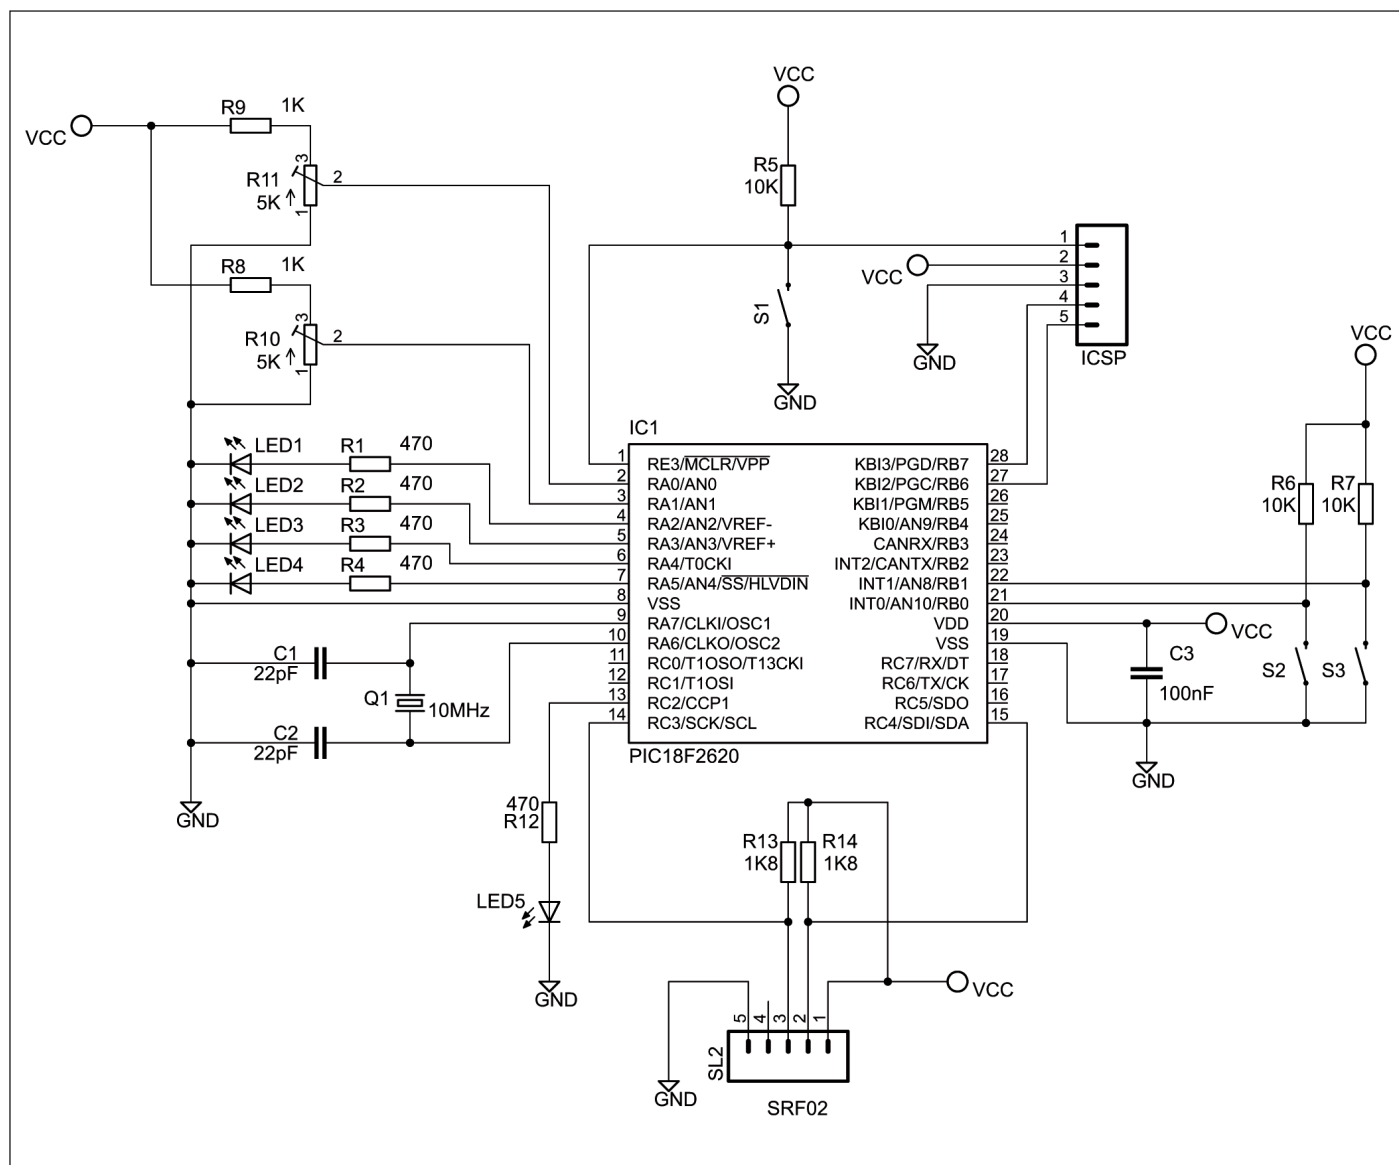 VCC
R9 1K
VCC
3
R11 2
5K
1
R5
10K
R8 1K
3
R10 2
5K
1
S1
GND
VCC
1
2
3
4
5
ICSP
GND
VCC
R6 R7
10K 10K
IC1
LED1 R1 470
LED2 R2 470
LED3 R3 470
LED4 R4 470
1 RE3/MCLR/VPP KBI3/PGD/RB7 28
2 RA0/AN0 KBI2/PGC/RB6 27
3 RA1/AN1 KBI1/PGM/RB5 26
4 RA2/AN2/VREF- KBI0/AN9/RB4 25
5 RA3/AN3/VREF+ CANRX/RB3 24
6 RA4/T0CKI INT2/CANTX/RB2 23
7 RA5/AN4/SS/HLVDIN INT1/AN8/RB1 22
8 VSS INT0/AN10/RB0 21
9 RA7/CLKI/OSC1 VDD 20
10 RA6/CLKO/OSC2 VSS 19
11 RC0/T1OSO/T13CKI RC7/RX/DT 18
12 RC1/T1OSI RC6/TX/CK 17
13 RC2/CCP1 RC5/SDO 16
14 RC3/SCK/SCL RC4/SDI/SDA 15
PIC18F2620
C1
22pF
Q1 10MHz
C2
22pF
GND
VCC
C3
100nF
S2 S3
GND
470
R12
LED5
GND
R13 R14
1K8 1K8
VCC
5 4 3 2 1
SL2
GND
SRF02